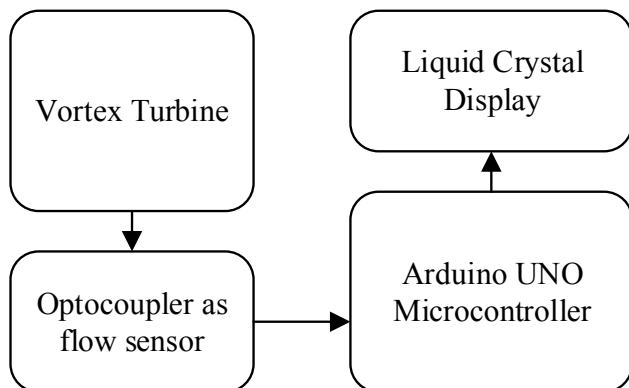 Vortex Turbine
Liquid Crystal
Display
Optocoupler as
flow sensor
Arduino UNO
Microcontroller